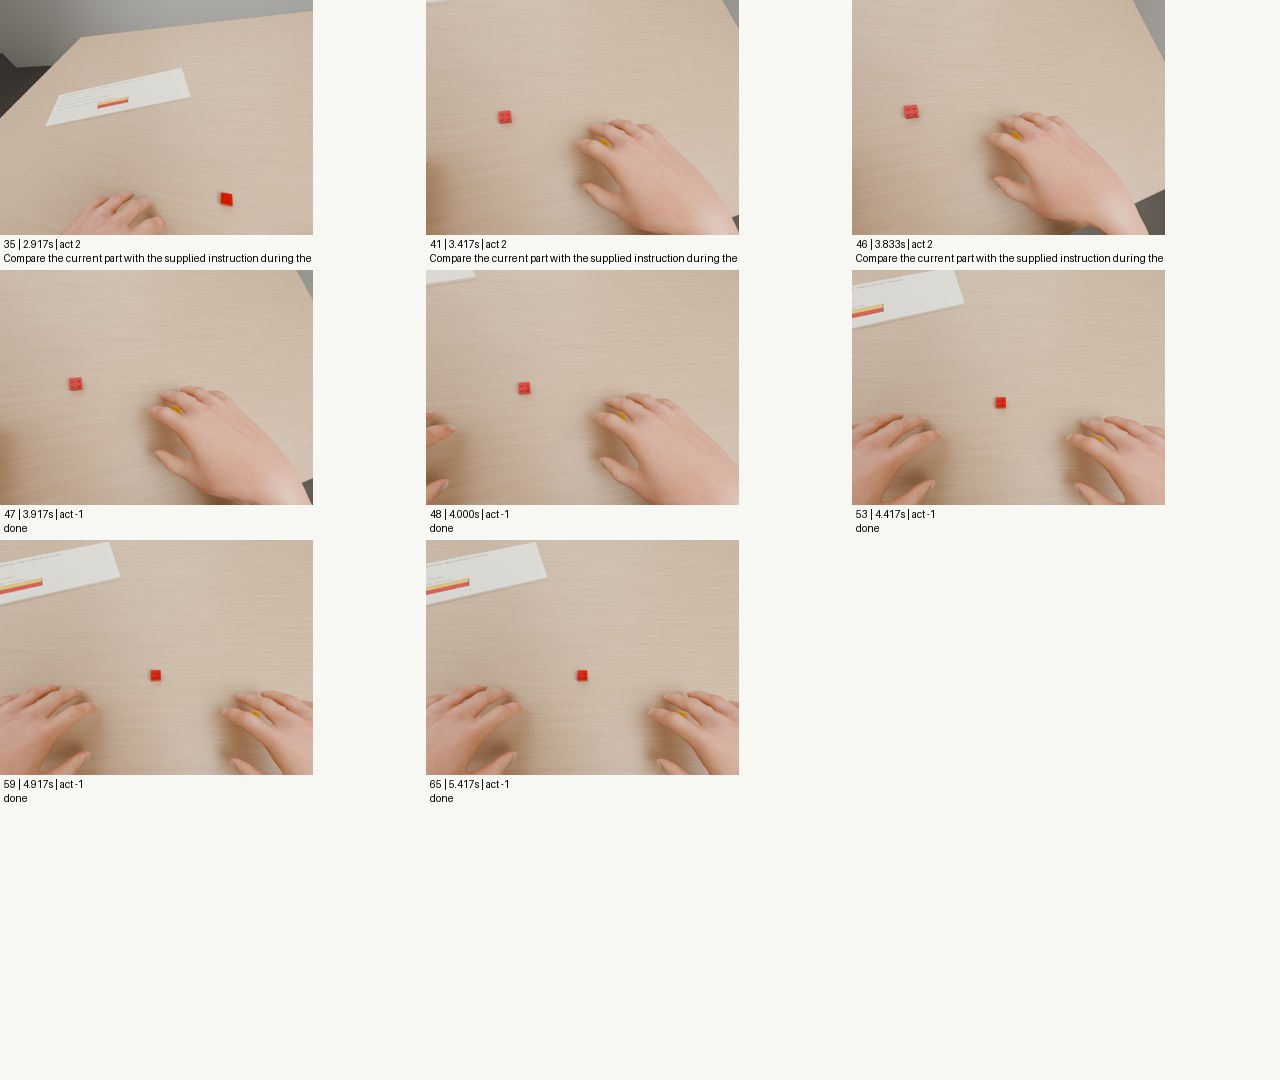 35 | 2.917s | act 2
Compare the current part with the supplied instruction during the
41 | 3.417s | act 2
Compare the current part with the supplied instruction during the
46 | 3.833s | act 2
Compare the current part with the supplied instruction during the
47 | 3.917s | act -1
done
48 | 4.000s | act -1
done
53 | 4.417s | act -1
done
59 | 4.917s | act -1
done
65 | 5.417s | act -1
done